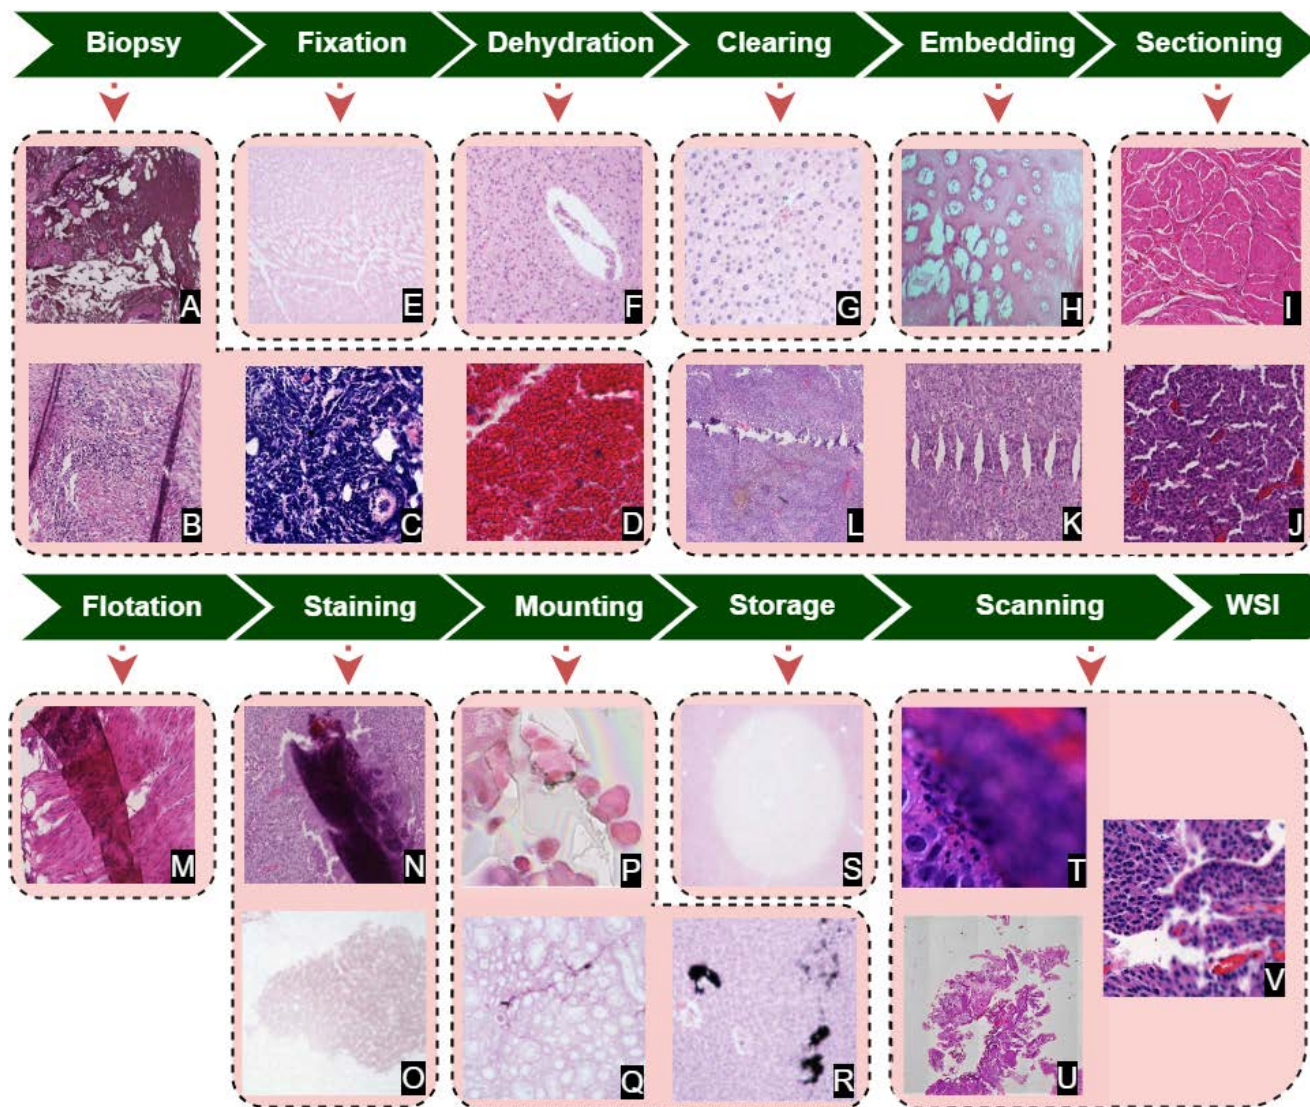 Biopsy Fixation Dehydration Clearing Embedding Sectioning
A E F G H I
B C D L K J
Flotation Staining Mounting Storage Scanning WSI
M N P S T
V
O Q R U